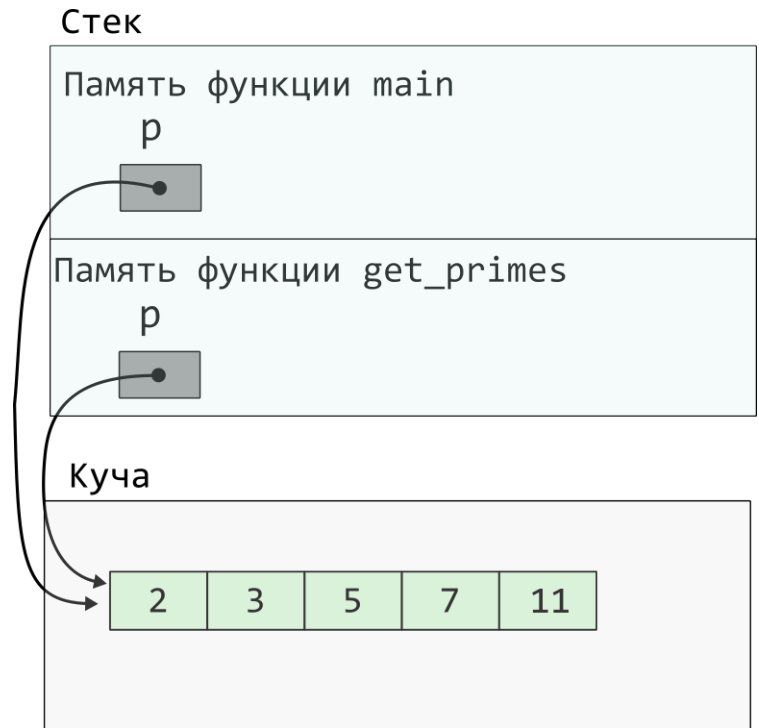 Стек
Память функции main
p
Память функции get_primes
p
Куча
2 3 5 7 11